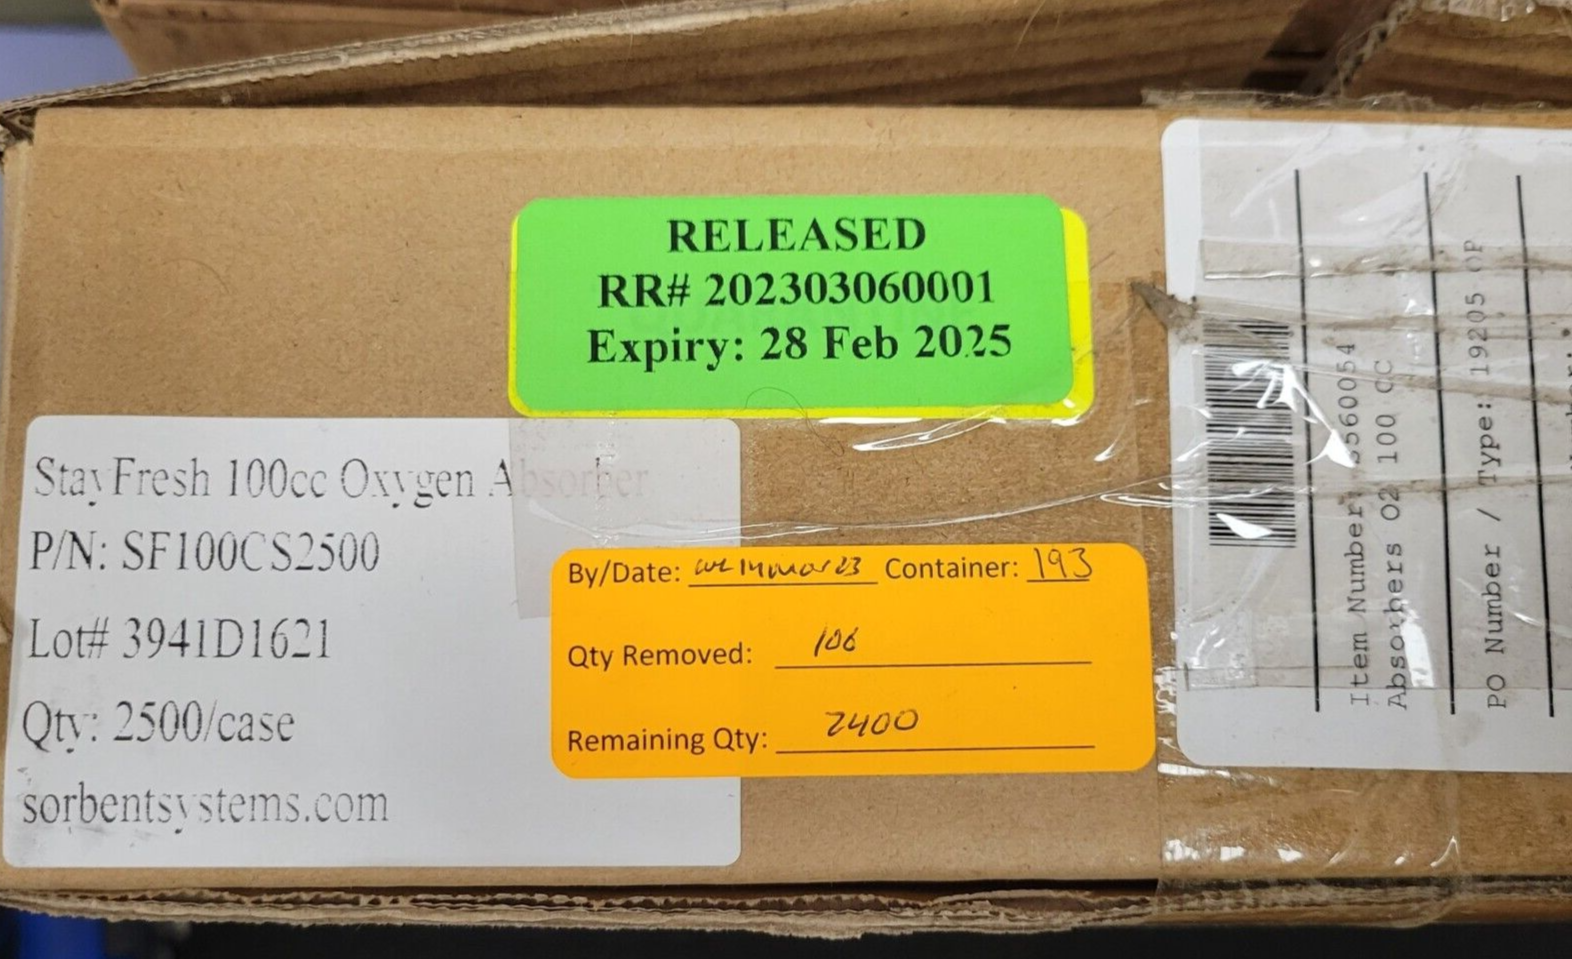 RELEASED
RR# 202303060001
Expiry: 28 Feb 2025
StayFresh 100cc Oxygen Absorber
P/N: SF100CS2500
Lot# 3941D1621
Qty: 2500/case
sorbentsystems.com
By/Date: 14mar23 Container: 193
Qty Removed: 100
Remaining Qty: 2400
Item Number:
Absorbers O2 100 CC
PO Number / Type: 19205 OP